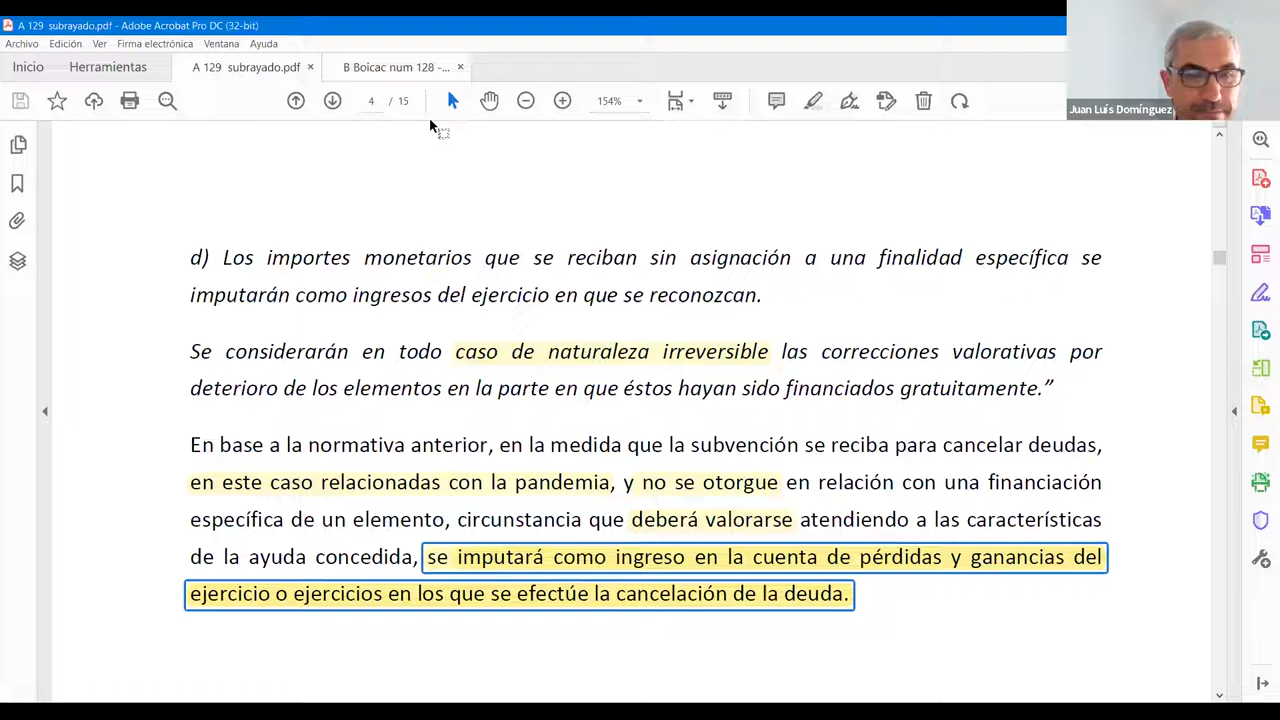 A 129 subrayado.pdf - Adobe Acrobat Pro DC (32-bit)
Archivo Edición Ver Firma electrónica Ventana Ayuda
Inicio Herramientas A 129 subrayado.pdf × B Boicac num 128 -... ×
4 / 15 154%
Juan Luís Domínguez
d) Los importes monetarios que se reciban sin asignación a una finalidad específica se
imputarán como ingresos del ejercicio en que se reconozcan.
Se considerarán en todo caso de naturaleza irreversible las correcciones valorativas por
deterioro de los elementos en la parte en que éstos hayan sido financiados gratuitamente.”
En base a la normativa anterior, en la medida que la subvención se reciba para cancelar deudas,
en este caso relacionadas con la pandemia, y no se otorgue en relación con una financiación
específica de un elemento, circunstancia que deberá valorarse atendiendo a las características
de la ayuda concedida, se imputará como ingreso en la cuenta de pérdidas y ganancias del
ejercicio o ejercicios en los que se efectúe la cancelación de la deuda.